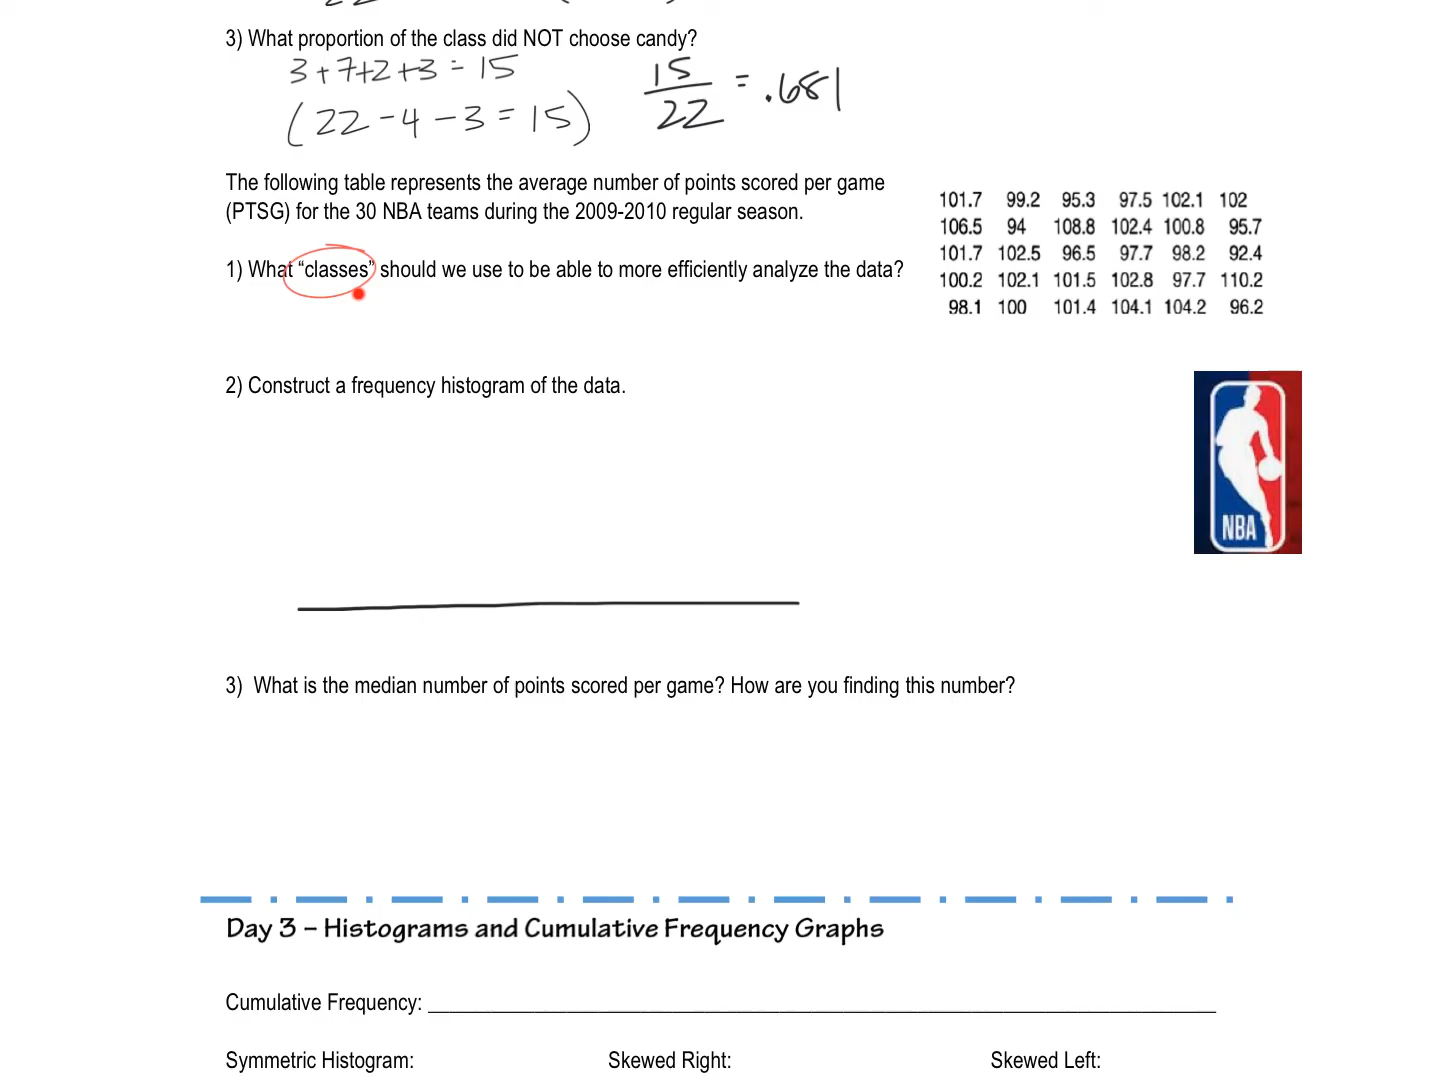 3) What proportion of the class did NOT choose candy?
3+7+2+3 = 15
15/22 = .681
(22-4-3=15)
The following table represents the average number of points scored per game
(PTSG) for the 30 NBA teams during the 2009-2010 regular season.
101.7 99.2 95.3 97.5 102.1 102
106.5 94 108.8 102.4 100.8 95.7
101.7 102.5 96.5 97.7 98.2 92.4
100.2 102.1 101.5 102.8 97.7 110.2
98.1 100 101.4 104.1 104.2 96.2
1) What “classes” should we use to be able to more efficiently analyze the data?
2) Construct a frequency histogram of the data.
NBA
3) What is the median number of points scored per game? How are you finding this number?
Day 3 – Histograms and Cumulative Frequency Graphs
Cumulative Frequency:
Symmetric Histogram: Skewed Right: Skewed Left: